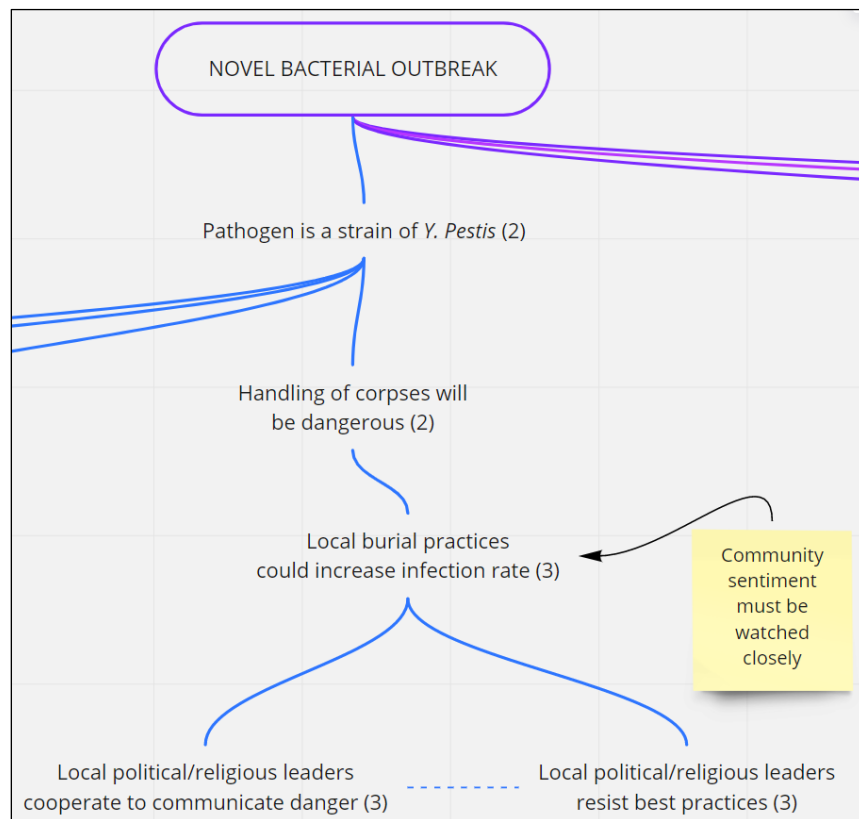 NOVEL BACTERIAL OUTBREAK
Pathogen is a strain of Y. Pestis (2)
Handling of corpses will
be dangerous (2)
Local burial practices
could increase infection rate (3)
Community
sentiment
must be
watched
closely
Local political/religious leaders
cooperate to communicate danger (3)
Local political/religious leaders
resist best practices (3)